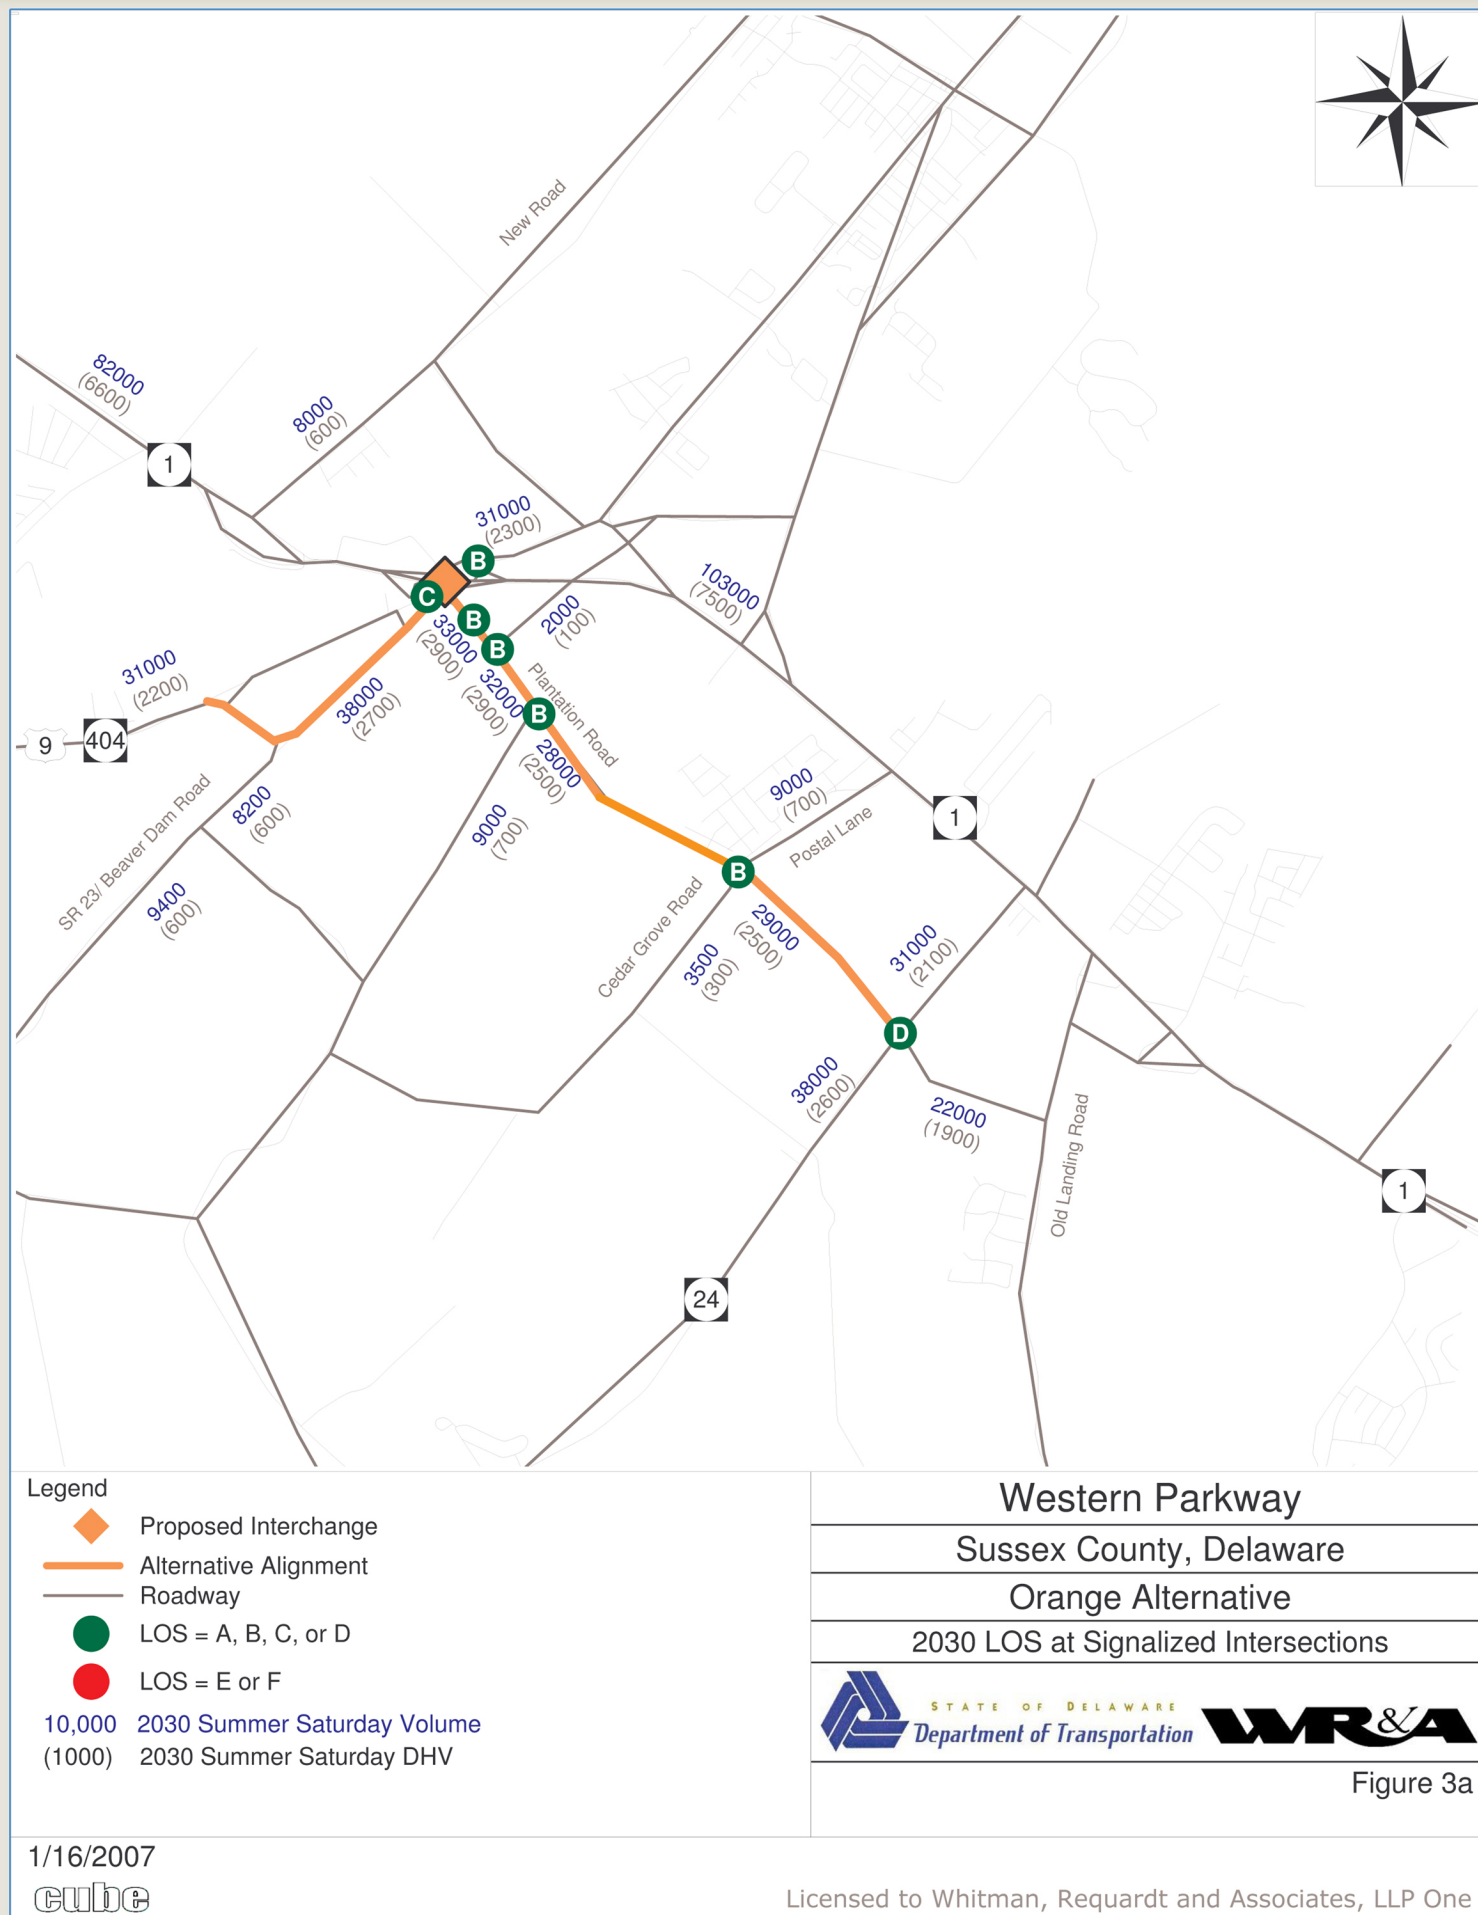 New Road
82000
(6600)
8000
(600)
1
31000
(2300)
B
C
B
B
B
103000
(7500)
2000
(100)
33000
(2900)
31000
(2200)
32000
(2900)
Plantation Road
38000
(2700)
9
404
28000
(2500)
SR 23/ Beaver Dam Road
8200
(600)
9000
(700)
9000
(700)
Postal Lane
1
B
9400
(600)
Cedar Grove Road
29000
(2500)
3500
(300)
31000
(2100)
D
38000
(2600)
22000
(1900)
Old Landing Road
1
24
Legend
Proposed Interchange
Alternative Alignment
Roadway
LOS = A, B, C, or D
LOS = E or F
10,000 2030 Summer Saturday Volume
(1000) 2030 Summer Saturday DHV
Western Parkway
Sussex County, Delaware
Orange Alternative
2030 LOS at Signalized Intersections
STATE OF DELAWARE
Department of Transportation
WR&A
Figure 3a
1/16/2007
cube
Licensed to Whitman, Requardt and Associates, LLP One